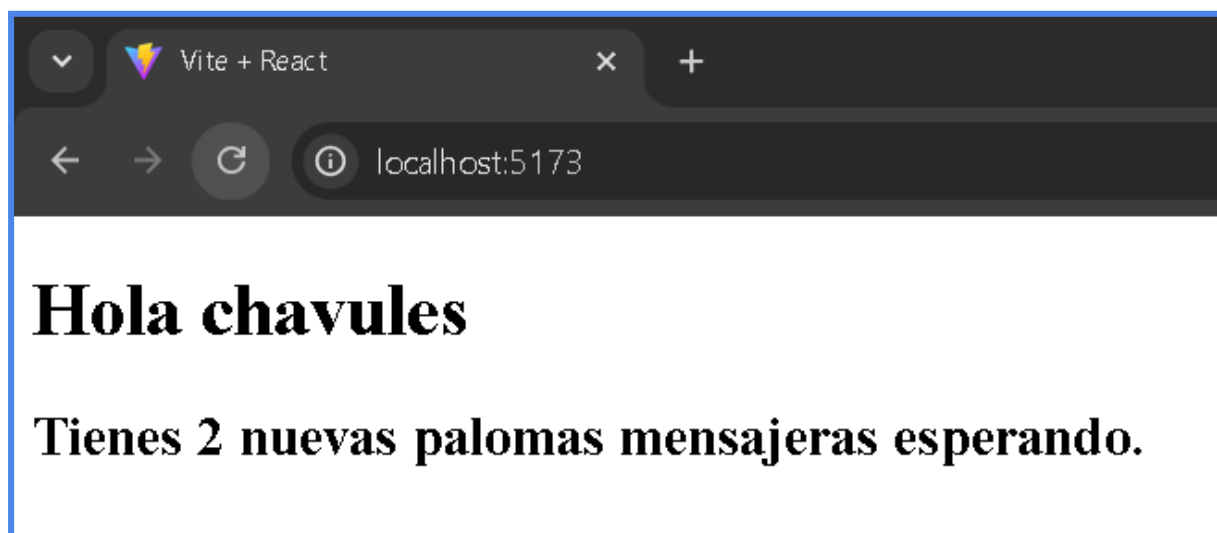 Vite + React
localhost:5173
Hola chavules
Tienes 2 nuevas palomas mensajeras esperando.